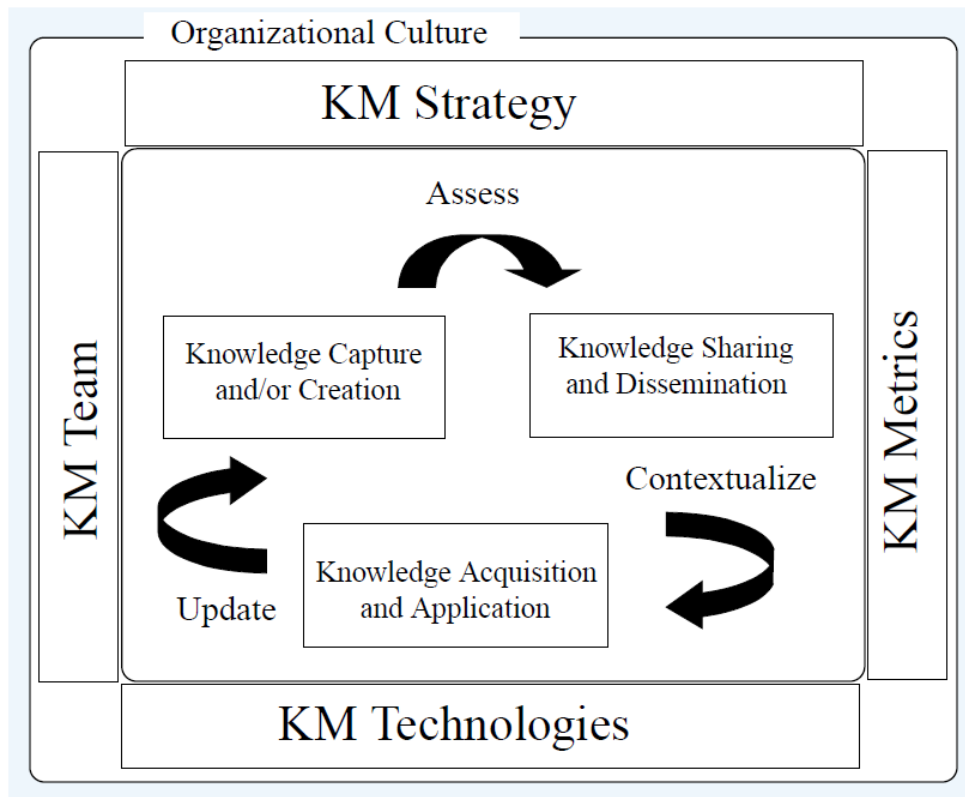 Organizational Culture
KM Strategy
KM Team
Assess
Knowledge Capture
and/or Creation
Knowledge Sharing
and Dissemination
Contextualize
Knowledge Acquisition
and Application
Update
KM Metrics
KM Technologies